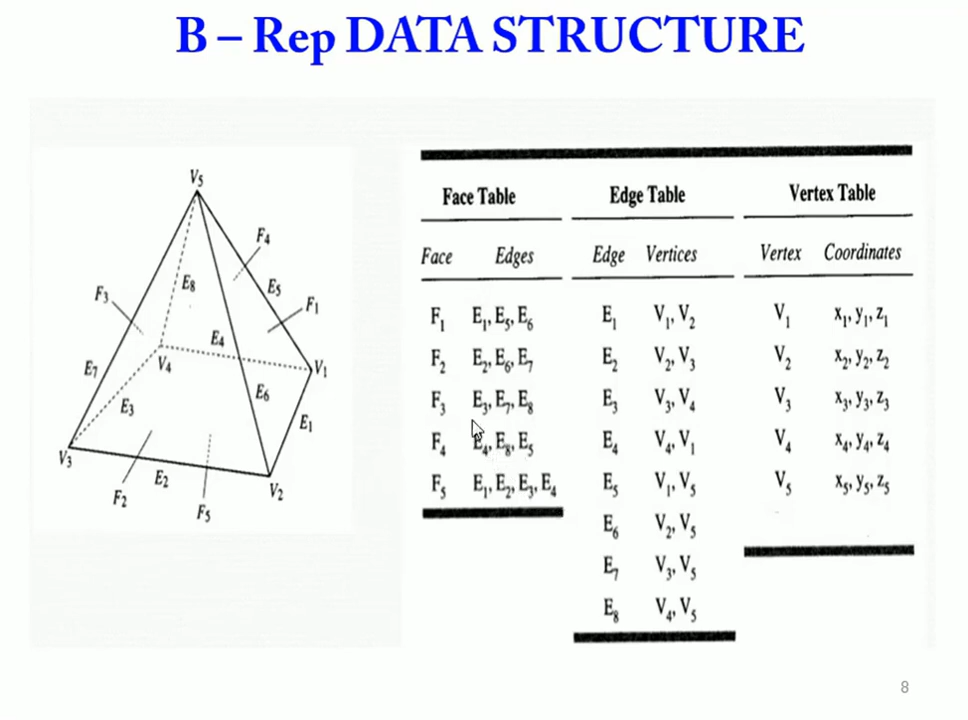 B – Rep DATA STRUCTURE
V5
F4
E8
E5
F3
F1
E4
E7
V4
V1
E6
E3
E1
V3
E2
V2
F2
F5
Face Table Edge Table Vertex Table
Face Edges Edge Vertices Vertex Coordinates
F1 E1, E5, E6 E1 V1, V2 V1 x1, y1, z1
F2 E2, E6, E7 E2 V2, V3 V2 x2, y2, z2
F3 E3, E7, E8 E3 V3, V4 V3 x3, y3, z3
F4 E4, E8, E5 E4 V4, V1 V4 x4, y4, z4
F5 E1, E2, E3, E4 E5 V1, V5 V5 x5, y5, z5
E6 V2, V5
E7 V3, V5
E8 V4, V5
8